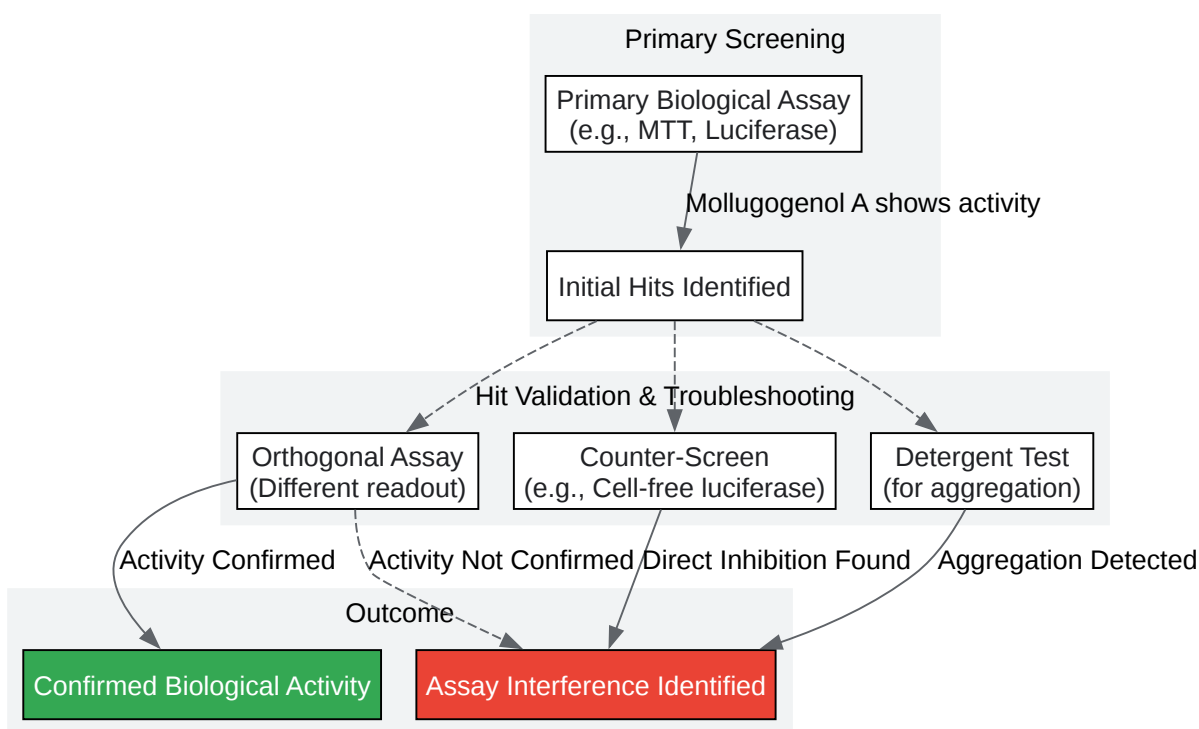 Primary Screening
Primary Biological Assay
(e.g., MTT, Luciferase)
Mollugogenol A shows activity
Initial Hits Identified
Hit Validation & Troubleshooting
Orthogonal Assay
(Different readout)
Counter-Screen
(e.g., Cell-free luciferase)
Detergent Test
(for aggregation)
Activity Confirmed
Activity Not Confirmed
Direct Inhibition Found
Aggregation Detected
Outcome
Confirmed Biological Activity
Assay Interference Identified